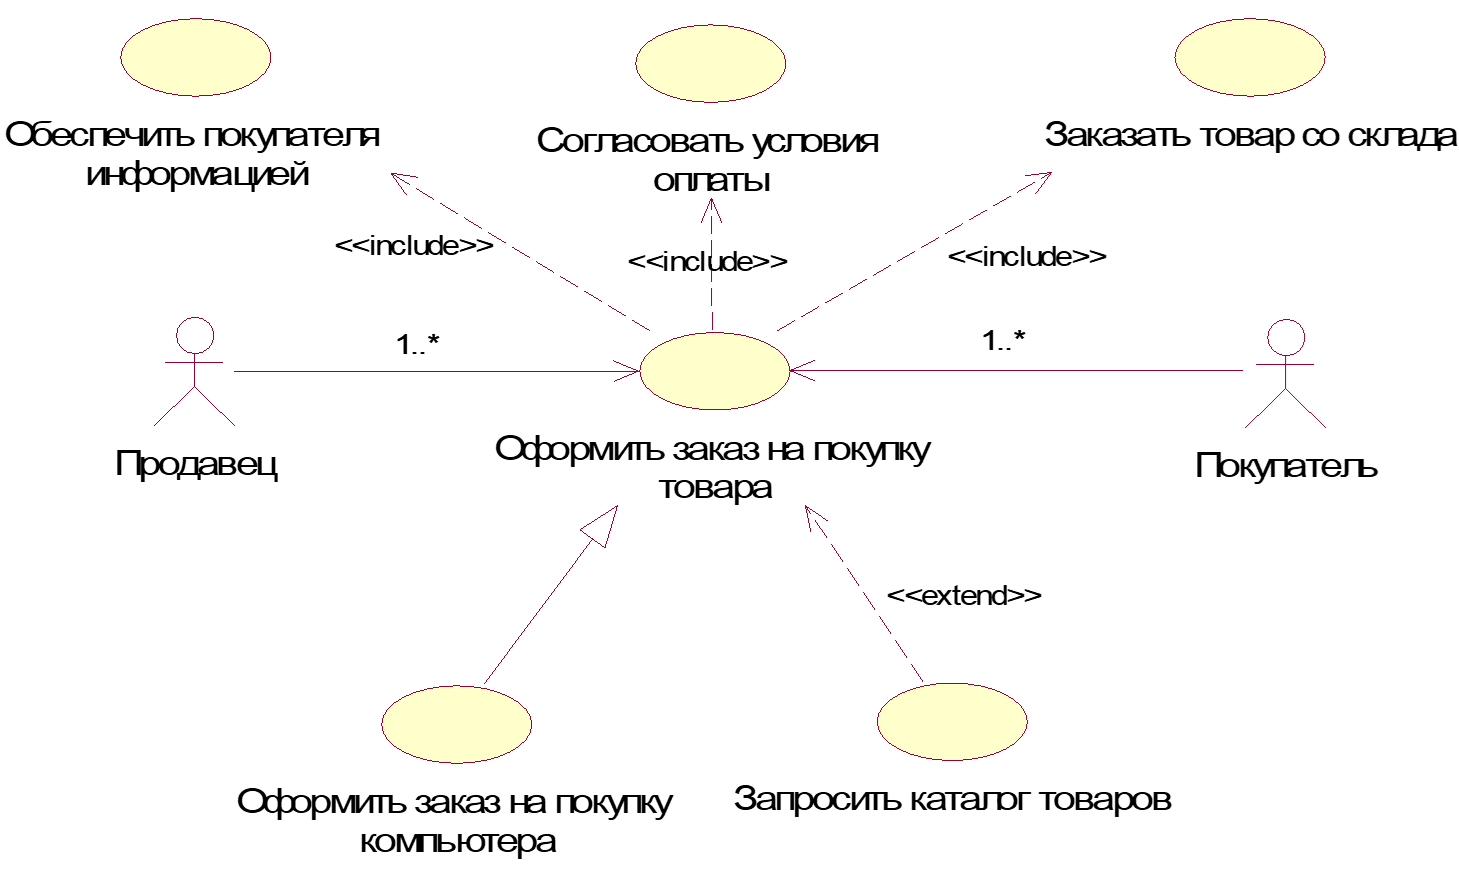 Обеспечить покупателя
информацией
Согласовать условия
оплаты
Заказать товар со склада
<<include>>
<<include>>
<<include>>
1..*
1..*
Продавец
Оформить заказ на покупку
товара
Покупатель
<<extend>>
Оформить заказ на покупку
компьютера
Запросить каталог товаров